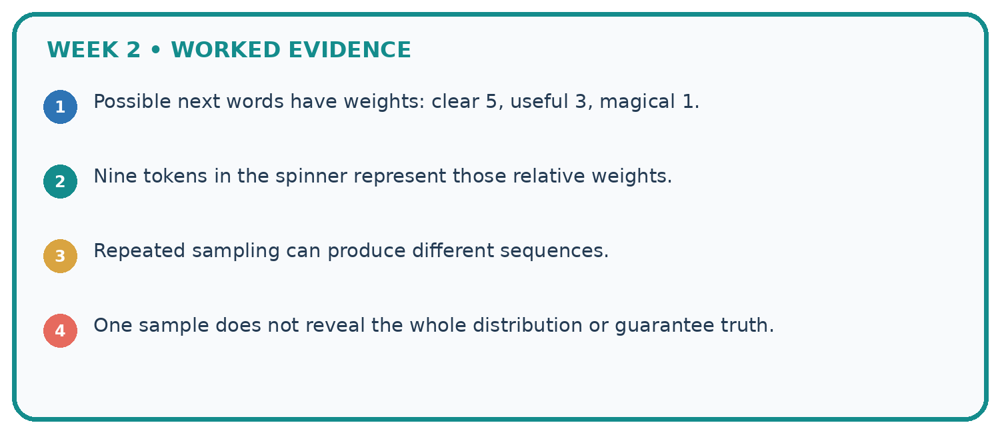 WEEK 2 • WORKED EVIDENCE
1 Possible next words have weights: clear 5, useful 3, magical 1.
2 Nine tokens in the spinner represent those relative weights.
3 Repeated sampling can produce different sequences.
4 One sample does not reveal the whole distribution or guarantee truth.